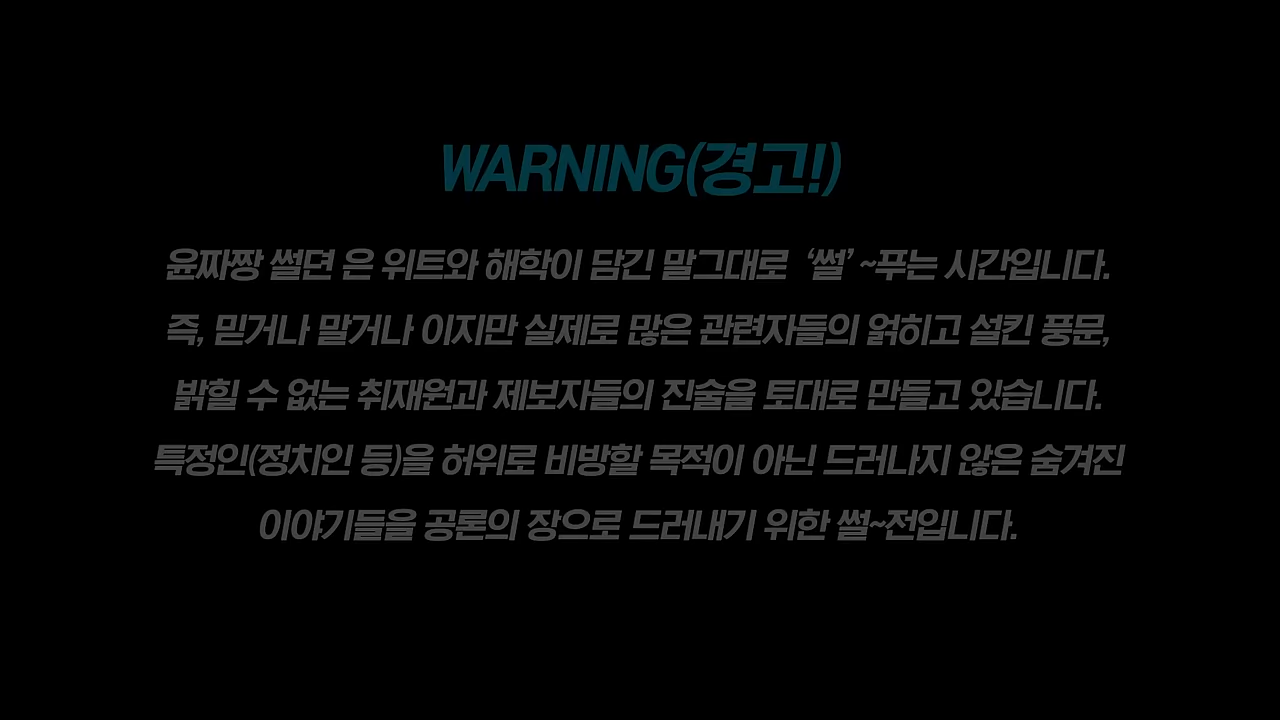 WARNING(경고!)
윤짜짱 썰뎐 은 위트와 해학이 담긴 말그대로 ‘썰’ ~푸는 시간입니다.
즉, 믿거나 말거나 이지만 실제로 많은 관련자들의 얽히고 설킨 풍문,
밝힐 수 없는 취재원과 제보자들의 진술을 토대로 만들고 있습니다.
특정인(정치인 등)을 허위로 비방할 목적이 아닌 드러나지 않은 숨겨진
이야기들을 공론의 장으로 드러내기 위한 썰~전입니다.